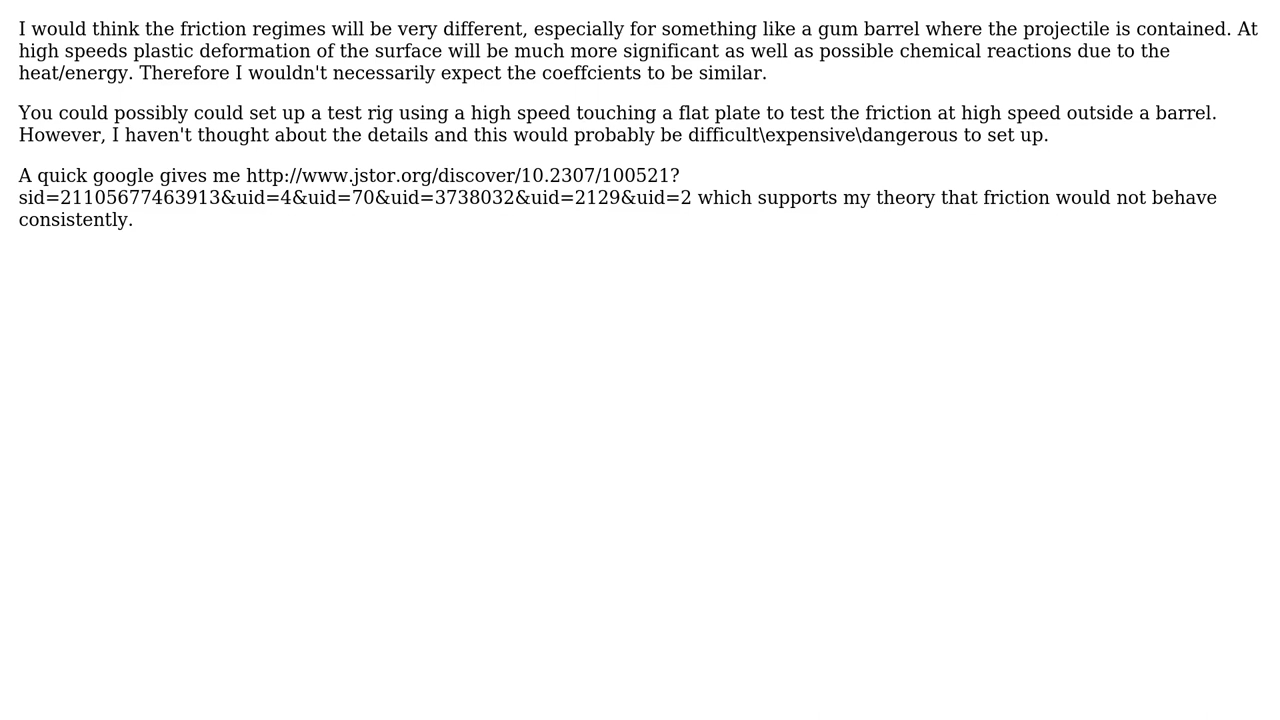 I would think the friction regimes will be very different, especially for something like a gum barrel where the projectile is contained. At
high speeds plastic deformation of the surface will be much more significant as well as possible chemical reactions due to the
heat/energy. Therefore I wouldn't necessarily expect the coeffcients to be similar.
You could possibly could set up a test rig using a high speed touching a flat plate to test the friction at high speed outside a barrel.
However, I haven't thought about the details and this would probably be difficult\expensive\dangerous to set up.
A quick google gives me http://www.jstor.org/discover/10.2307/100521?
sid=21105677463913&uid=4&uid=70&uid=3738032&uid=2129&uid=2 which supports my theory that friction would not behave
consistently.